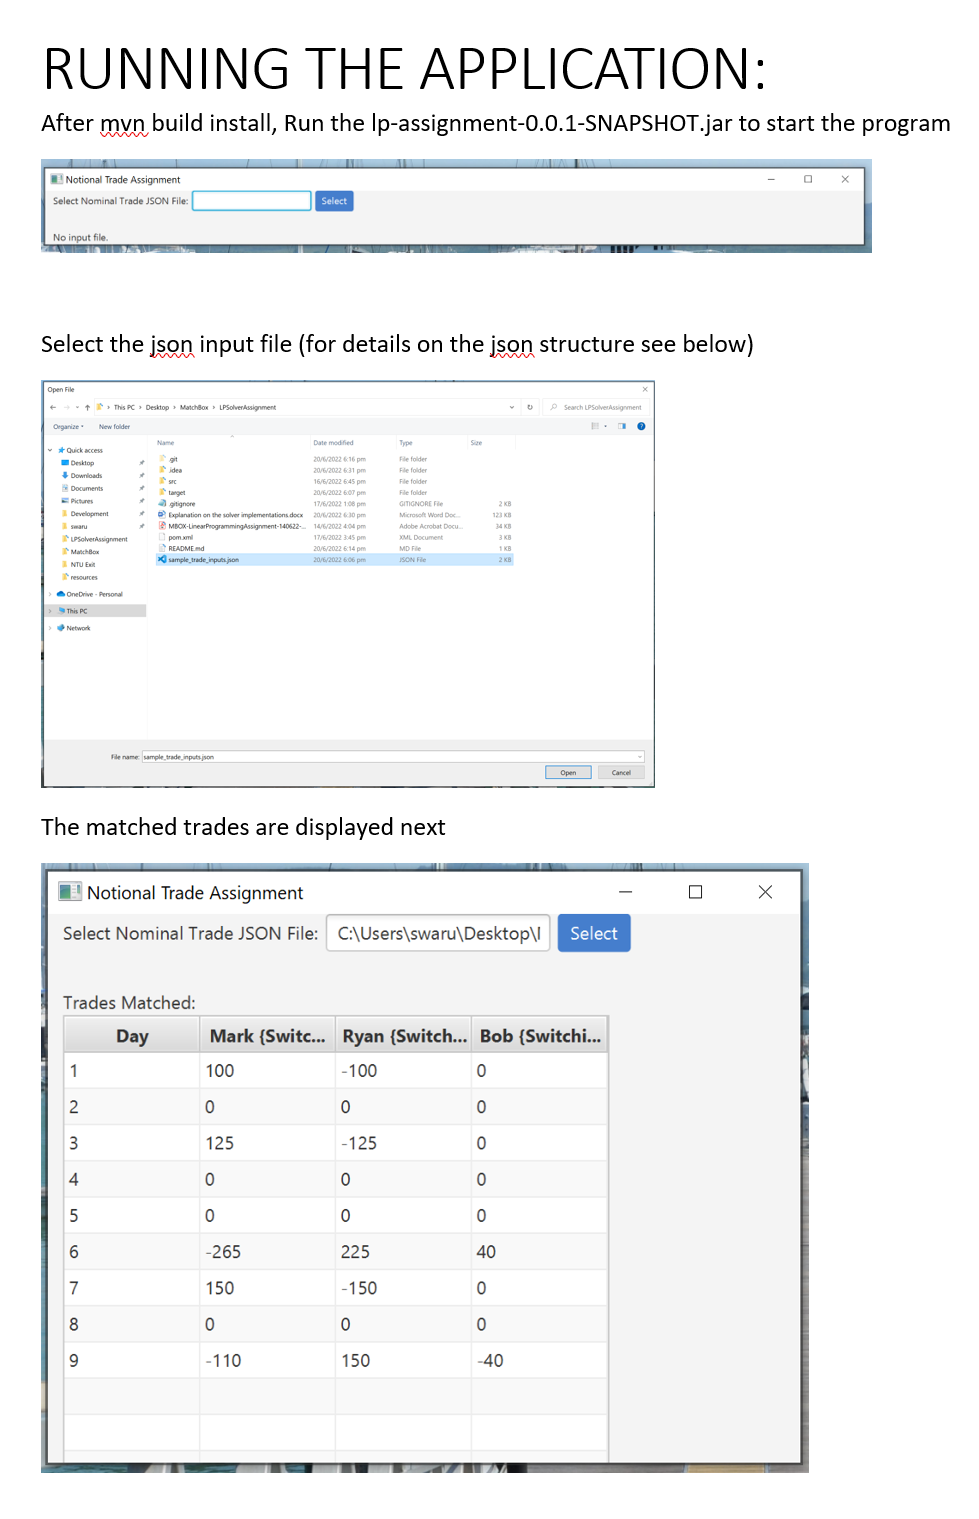 RUNNING THE APPLICATION:
After mvn build install, Run the lp-assignment-0.0.1-SNAPSHOT.jar to start the program
Notional Trade Assignment
Select Nominal Trade JSON File: Select
No input file.
Select the json input file (for details on the json structure see below)
Open File
This PC > Desktop > MatchBox > LPSolverAssignment Search LPSolverAssignment
Organize New folder
Name Date modified Type Size
Quick access
Desktop
Downloads
Documents
Pictures
Development
swaru
LPSolverAssignment
MatchBox
NTU Exit
resources
OneDrive - Personal
This PC
Network
.git 20/6/2022 6:16 pm File folder
.idea 20/6/2022 6:31 pm File folder
src 16/6/2022 6:45 pm File folder
target 20/6/2022 6:07 pm File folder
.gitignore 17/6/2022 1:08 pm GITIGNORE File 2 KB
Explanation on the solver implementations.docx 20/6/2022 6:30 pm Microsoft Word Doc... 123 KB
MBOX-LinearProgrammingAssignment-140622-... 14/6/2022 4:04 pm Adobe Acrobat Docu... 34 KB
pom.xml 17/6/2022 3:45 pm XML Document 3 KB
README.md 20/6/2022 6:14 pm MD File 1 KB
sample_trade_inputs.json 20/6/2022 6:06 pm JSON File 2 KB
File name: sample_trade_inputs.json
Open Cancel
The matched trades are displayed next
Notional Trade Assignment
Select Nominal Trade JSON File: C:\Users\swaru\Desktop\l Select
Trades Matched:
Day Mark {Switc... Ryan {Switch... Bob {Switchi...
1 100 -100 0
2 0 0 0
3 125 -125 0
4 0 0 0
5 0 0 0
6 -265 225 40
7 150 -150 0
8 0 0 0
9 -110 150 -40